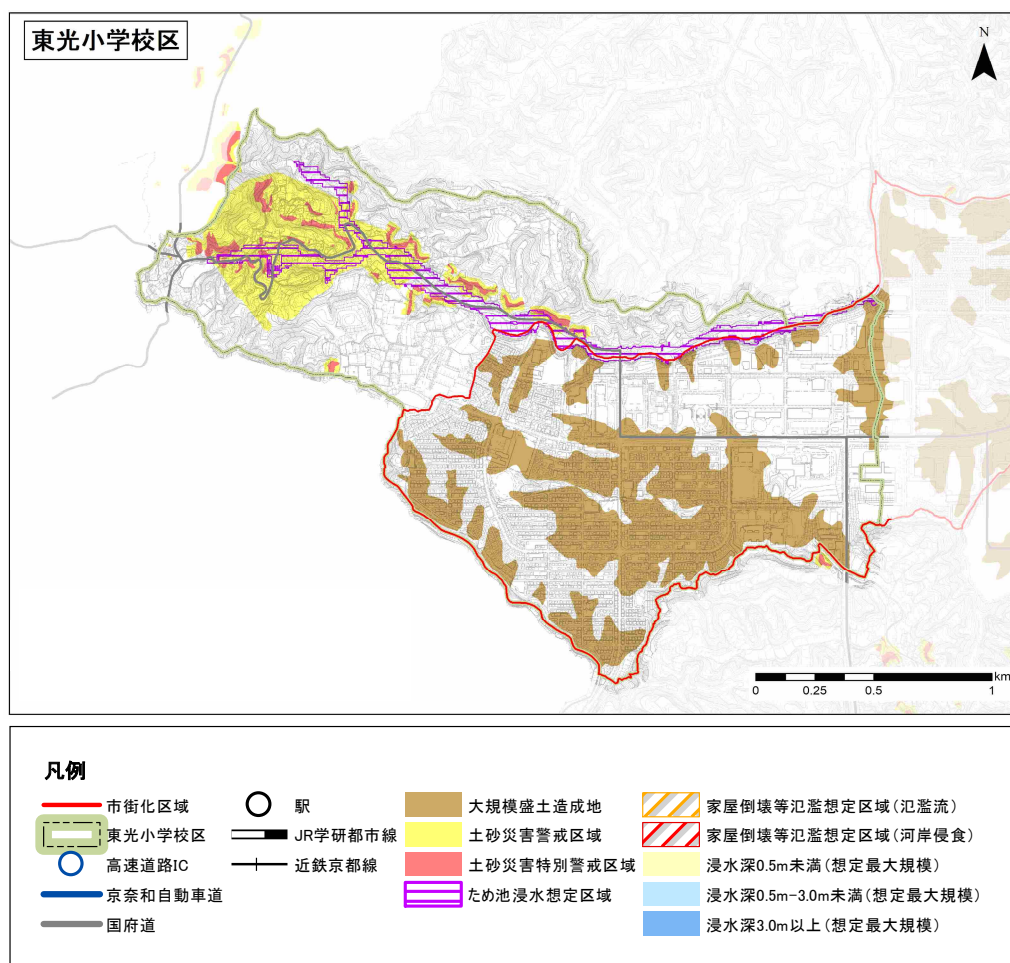 東光小学校区
N
km
0 0.25 0.5 1
凡例
市街化区域
東光小学校区
高速道路IC
京奈和自動車道
国府道
駅
JR学研都市線
近鉄京都線
大規模盛土造成地
土砂災害警戒区域
土砂災害特別警戒区域
ため池浸水想定区域
家屋倒壊等氾濫想定区域(氾濫流)
家屋倒壊等氾濫想定区域(河岸侵食)
浸水深0.5m未満(想定最大規模)
浸水深0.5m-3.0m未満(想定最大規模)
浸水深3.0m以上(想定最大規模)